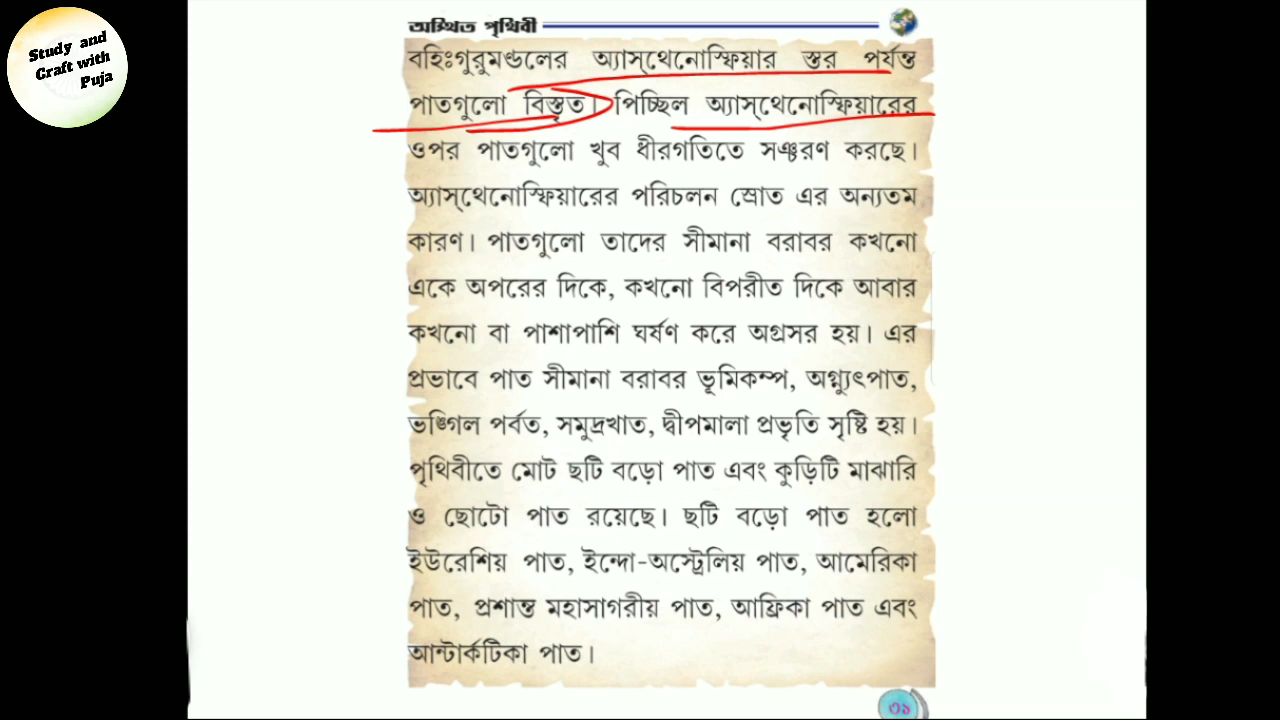 Study and
Craft with
Puja
অস্থিত পৃথিবী
বহিঃগুরুমণ্ডলের অ্যাস্‌থেনোস্ফিয়ার স্তর পর্যন্ত
পাতগুলো বিস্তৃত। পিচ্ছিল অ্যাস্‌থেনোস্ফিয়ারের
ওপর পাতগুলো খুব ধীরগতিতে সঞ্চরণ করছে।
অ্যাস্‌থেনোস্ফিয়ারের পরিচলন স্রোত এর অন্যতম
কারণ। পাতগুলো তাদের সীমানা বরাবর কখনো
একে অপরের দিকে, কখনো বিপরীত দিকে আবার
কখনো বা পাশাপাশি ঘর্ষণ করে অগ্রসর হয়। এর
প্রভাবে পাত সীমানা বরাবর ভূমিকম্প, অগ্ন্যুৎপাত,
ভঙ্গিল পর্বত, সমুদ্রখাত, দ্বীপমালা প্রভৃতি সৃষ্টি হয়।
পৃথিবীতে মোট ছটি বড়ো পাত এবং কুড়িটি মাঝারি
ও ছোটো পাত রয়েছে। ছটি বড়ো পাত হলো
ইউরেশিয় পাত, ইন্দো-অস্ট্রেলিয় পাত, আমেরিকা
পাত, প্রশান্ত মহাসাগরীয় পাত, আফ্রিকা পাত এবং
আন্টার্কটিকা পাত।
৩১